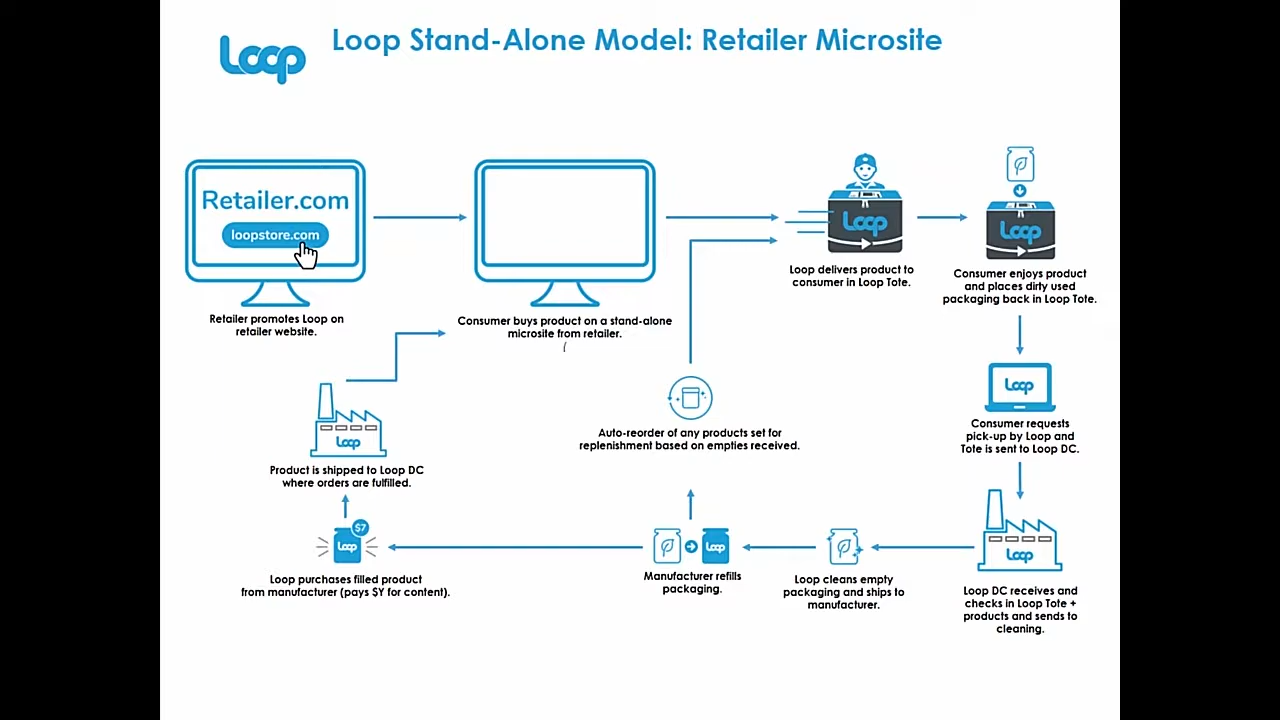 Loop
Loop Stand-Alone Model: Retailer Microsite
Retailer.com
loopstore.com
Retailer promotes Loop on
retailer website.
Consumer buys product on a stand-alone
microsite from retailer.
(
Loop
Loop delivers product to
consumer in Loop Tote.
Loop
Consumer enjoys product
and places dirty used
packaging back in Loop Tote.
Loop
Consumer requests
pick-up by Loop and
Tote is sent to Loop DC.
Loop
Loop DC receives and
checks in Loop Tote +
products and sends to
cleaning.
Loop cleans empty
packaging and ships to
manufacturer.
Loop
Manufacturer refills
packaging.
Auto-reorder of any products set for
replenishment based on empties received.
$7
Loop
Loop purchases filled product
from manufacturer (pays $Y for content).
Loop
Product is shipped to Loop DC
where orders are fulfilled.